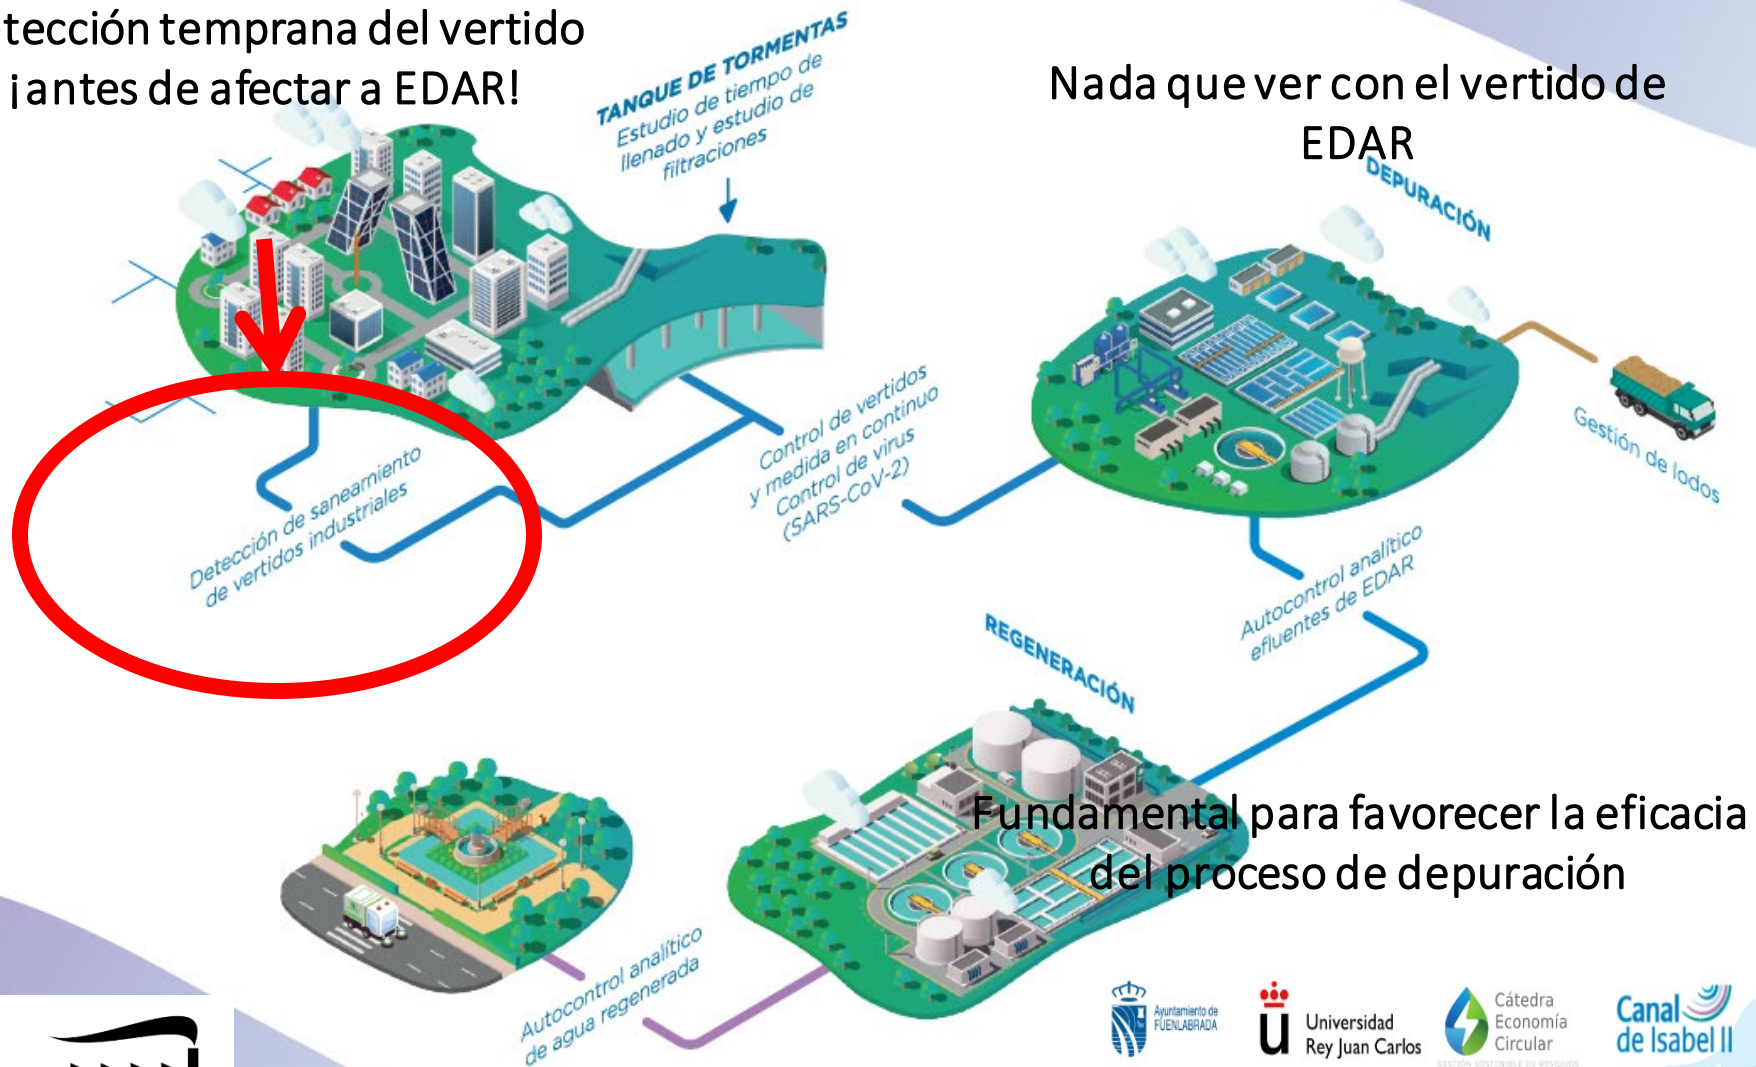 tección temprana del vertido
¡antes de afectar a EDAR!
TANQUE DE TORMENTAS
Estudio de tiempo de
llenado y estudio de
filtraciones
Nada que ver con el vertido de
EDAR
DEPURACIÓN
Gestión de lodos
Control de vertidos
y medida en continuo
Control de virus
(SARS-CoV-2)
Detección de saneamiento
de vertidos industriales
Autocontrol analítico
efluentes de EDAR
REGENERACIÓN
Fundamental para favorecer la eficacia
del proceso de depuración
Autocontrol analítico
de agua regenerada
Ayuntamiento de
FUENLABRADA
Universidad
Rey Juan Carlos
Cátedra
Economía
Circular
GESTIÓN SOSTENIBLE DE RESIDUOS
Canal
de Isabel II